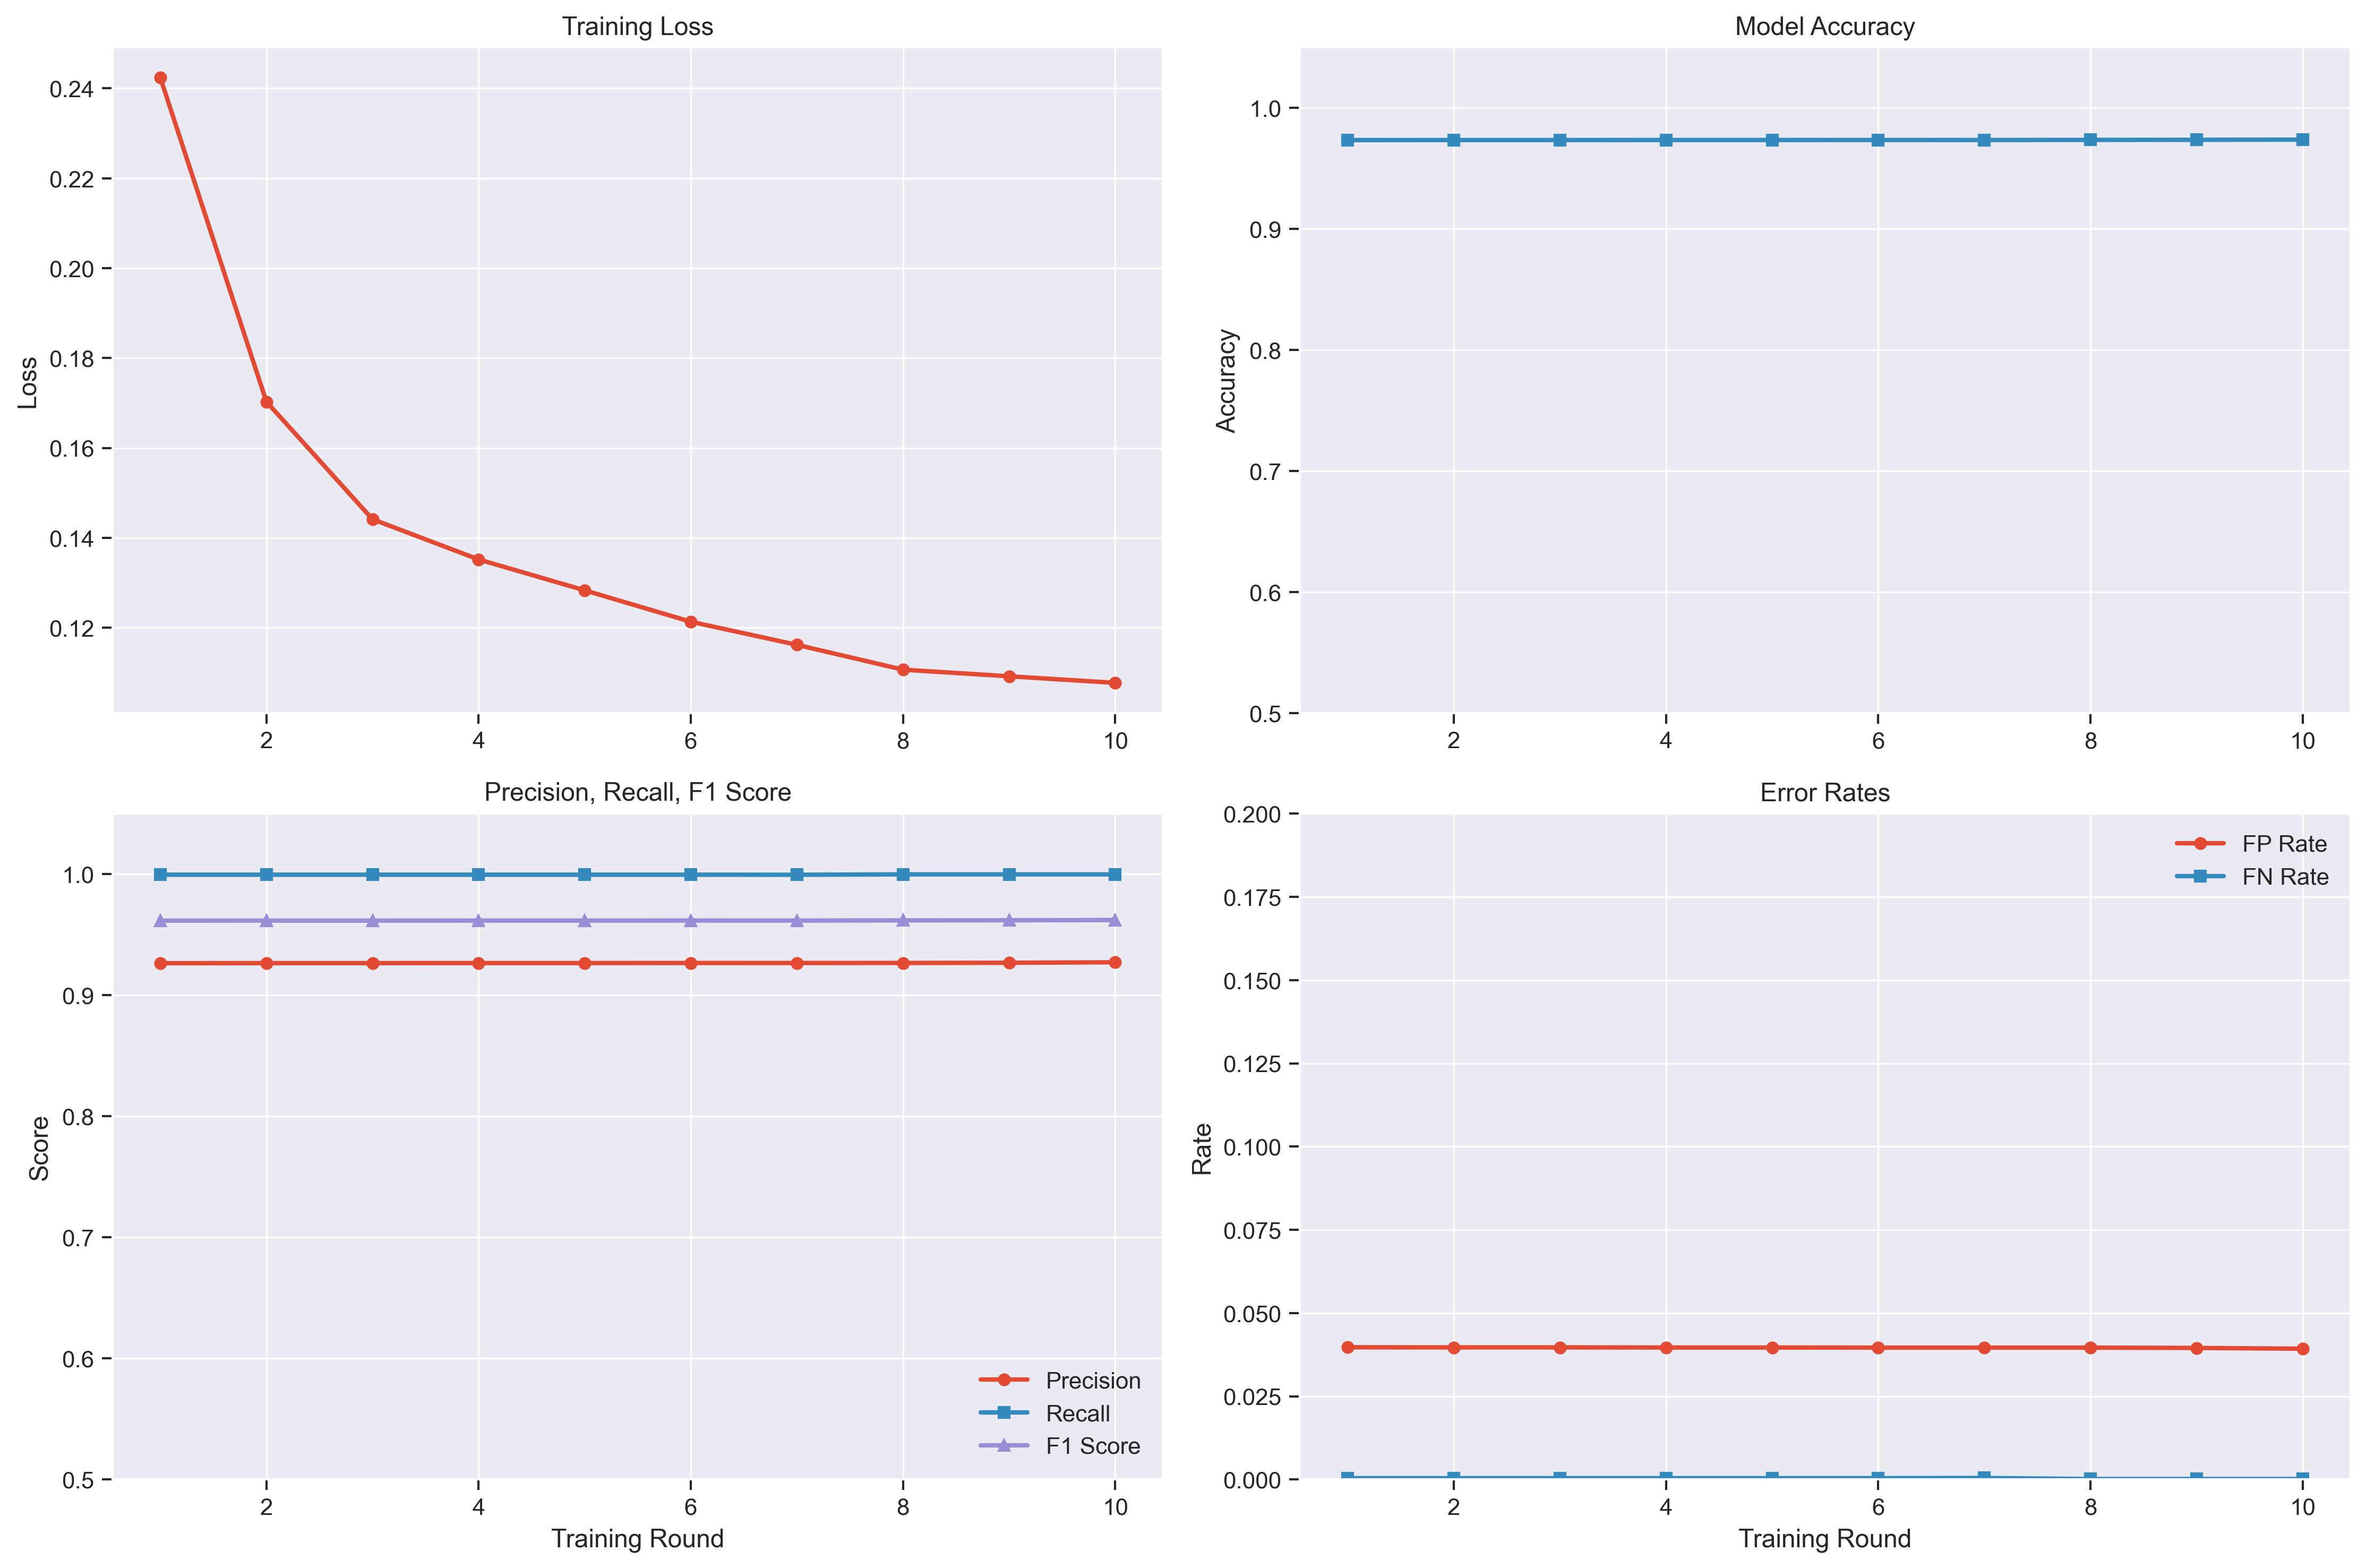 Training Loss
Loss
0.24
0.22
0.20
0.18
0.16
0.14
0.12
2 4 6 8 10
Model Accuracy
Accuracy
1.0
0.9
0.8
0.7
0.6
0.5
2 4 6 8 10
Precision, Recall, F1 Score
Score
1.0
0.9
0.8
0.7
0.6
0.5
Precision
Recall
F1 Score
2 4 6 8 10
Training Round
Error Rates
Rate
0.200
0.175
0.150
0.125
0.100
0.075
0.050
0.025
0.000
FP Rate
FN Rate
2 4 6 8 10
Training Round